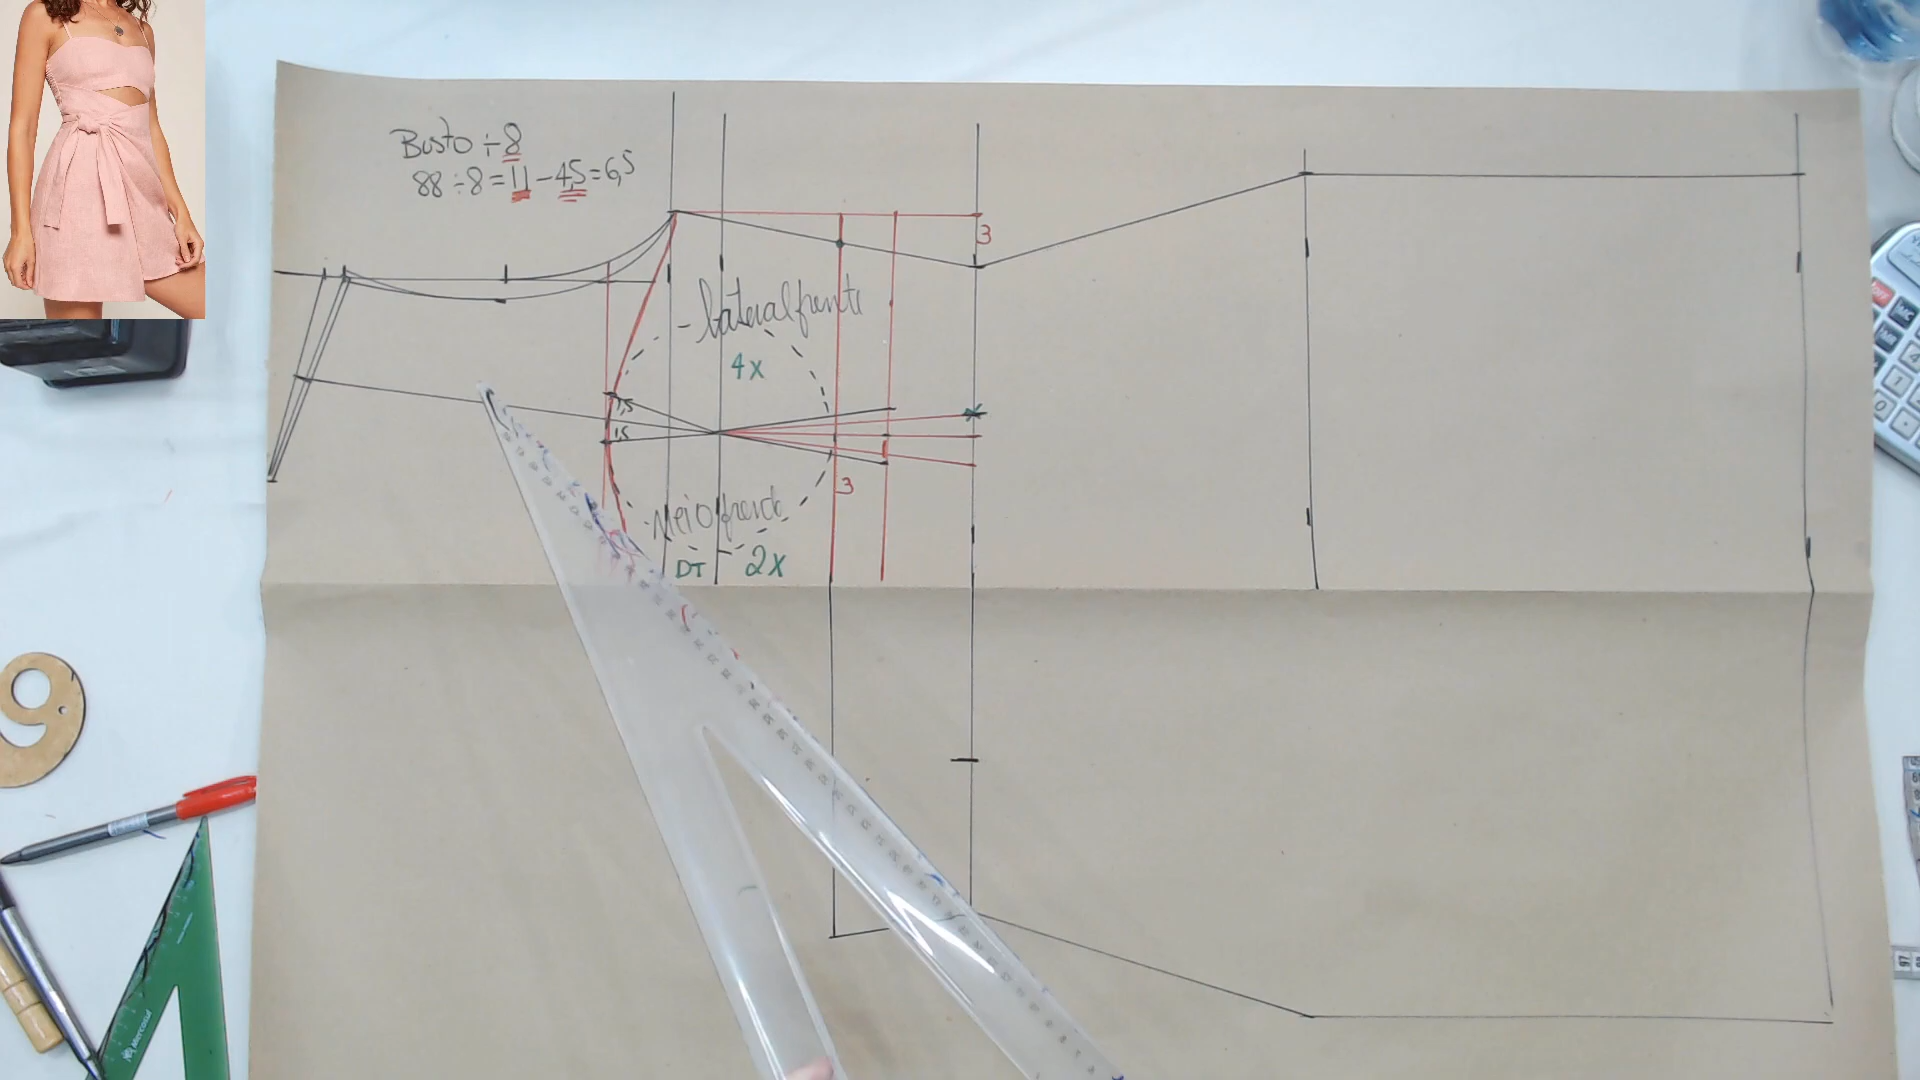 Busto ÷ 8
88 ÷ 8 = 11 - 4,5 = 6,5
3
- lateral frente
4x
1,5
1,5
3
Meio frente
DT 2x
Mercur